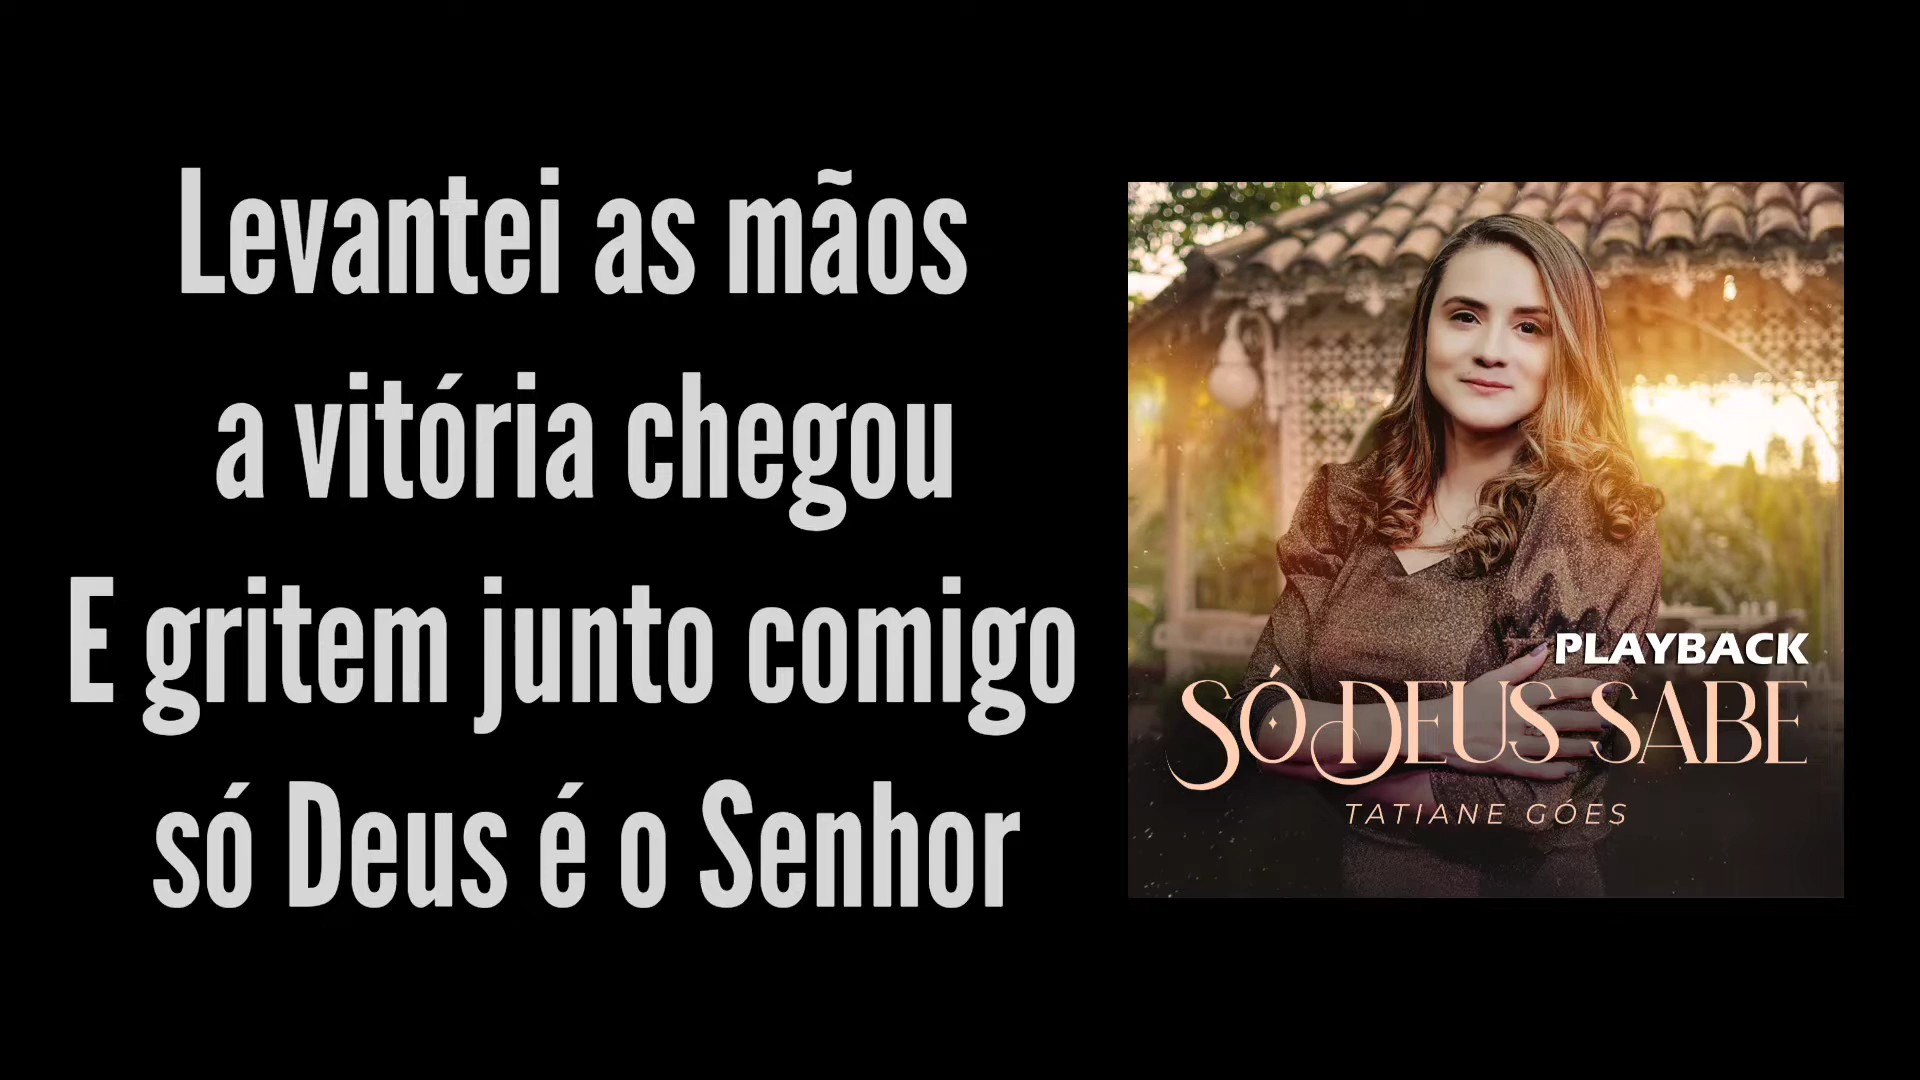 Levantei as mãos
a vitória chegou
E gritem junto comigo
só Deus é o Senhor
PLAYBACK
SÓ DEUS SABE
TATIANE GÓES